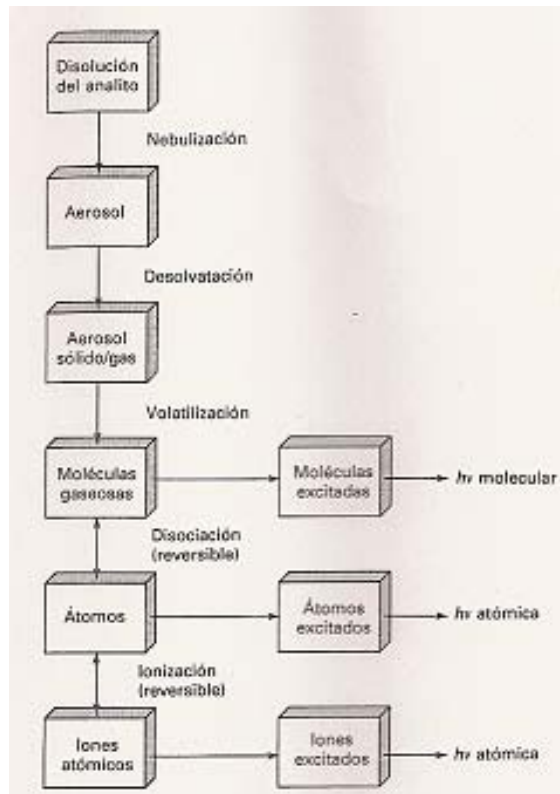 Disolución
del analito
Nebulización
Aerosol
Desolvatación
Aerosol
sólido/gas
Volatilización
Moléculas
gaseosas
Moléculas
excitadas
hν molecular
Disociación
(reversible)
Átomos
Átomos
excitados
hν atómica
Ionización
(reversible)
Iones
atómicos
Iones
excitados
hν atómica